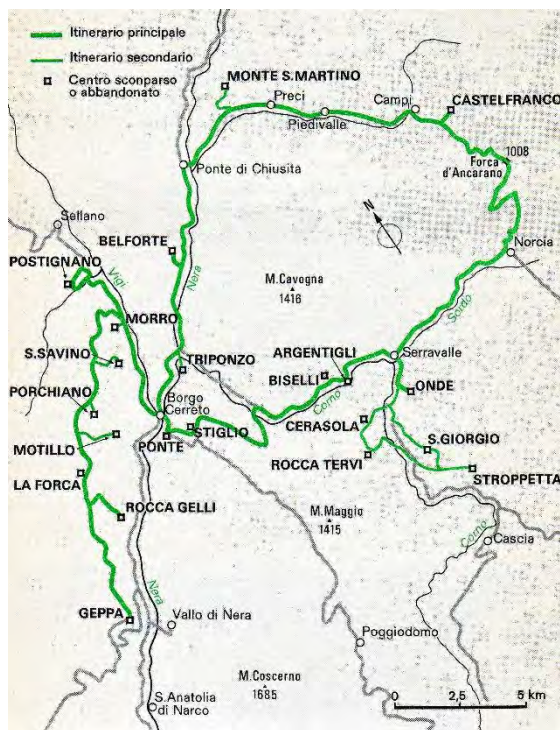 Itinerario principale
Itinerario secondario
Centro sconparso
o abbandonato
MONTE S.MARTINO
Preci
Piedivalle
Campi
CASTELFRANCO
1008
Forca
d'Ancarano
Ponte di Chiusita
N
Sellano
BELFORTE
Norcia
POSTIGNANO
Vigi
Nera
M.Cavogna
1416
Sordo
MORRO
ARGENTIGLI
S.SAVINO
TRIPONZO
BISELLI
Serravalle
ONDE
PORCHIANO
Borgo
Cerreto
Corno
CERASOLA
MOTILLO
PONTE
STIGLIO
S.GIORGIO
ROCCA TERVI
STROPPETTA
LA FORCA
ROCCA GELLI
M.Maggio
1415
Corno
Cascia
Nera
GEPPA
Vallo di Nera
Poggiodomo
M.Coscerno
1685
S.Anatolia
di Narco
0 2,5 5 km